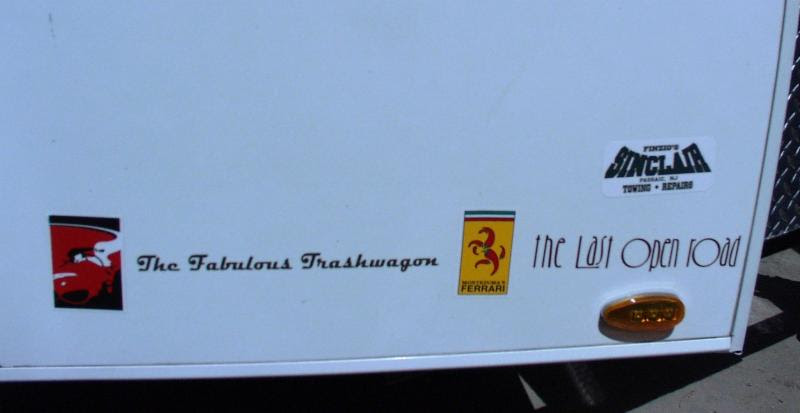 FINZIO'S
SINCLAIR
PASSAIC, NJ
TOWING • REPAIRS
The Fabulous Trashwagon
MONTEZUMA'S
FERRARI
the Last Open road